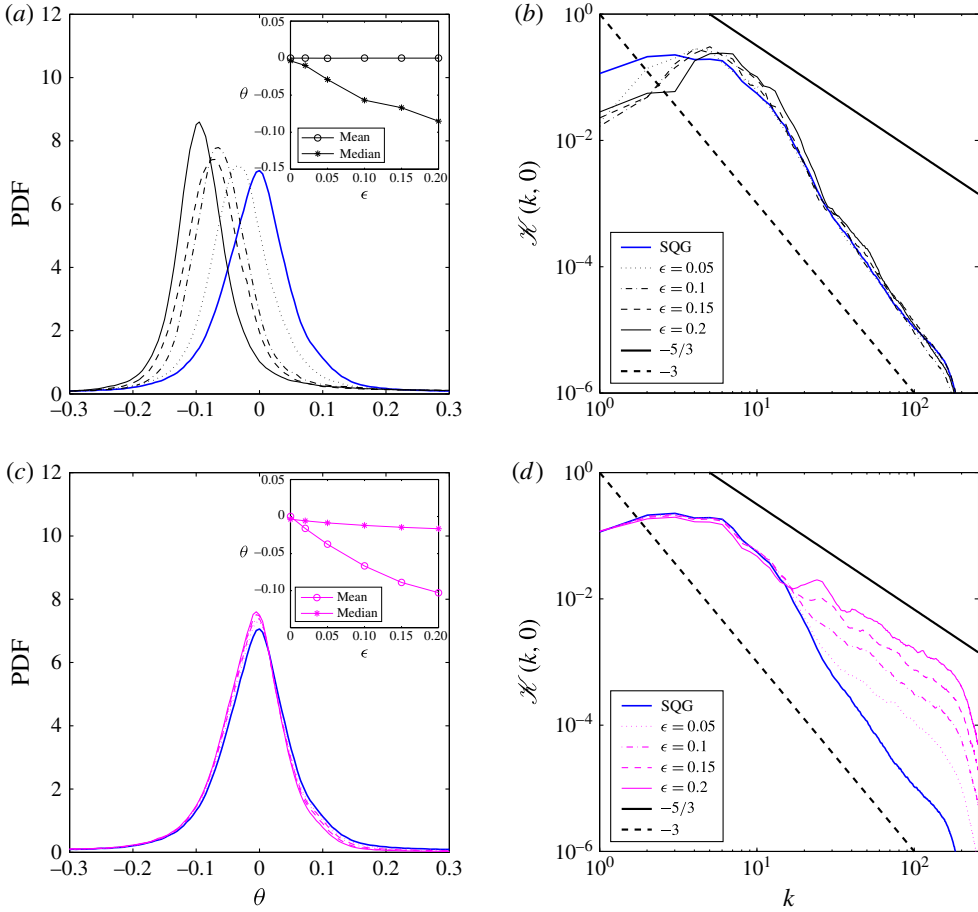 (a)
12
10
8
6
4
2
0
PDF
−0.3
−0.2
−0.1
0
0.1
0.2
0.3
0.05
0
θ −0.05
−0.10
−0.15
0
0.05
0.10
0.15
0.20
ϵ
Mean
Median
(b)
10^0
10^−2
10^−4
10^−6
𝒦 (k, 0)
10^0
10^1
10^2
SQG
ϵ = 0.05
ϵ = 0.1
ϵ = 0.15
ϵ = 0.2
−5/3
−3
(c)
12
10
8
6
4
2
0
PDF
−0.3
−0.2
−0.1
0
0.1
0.2
0.3
θ
0.05
0
θ −0.05
−0.10
0
0.05
0.10
0.15
0.20
ϵ
Mean
Median
(d)
10^0
10^−2
10^−4
10^−6
𝒦 (k, 0)
10^0
10^1
10^2
k
SQG
ϵ = 0.05
ϵ = 0.1
ϵ = 0.15
ϵ = 0.2
−5/3
−3